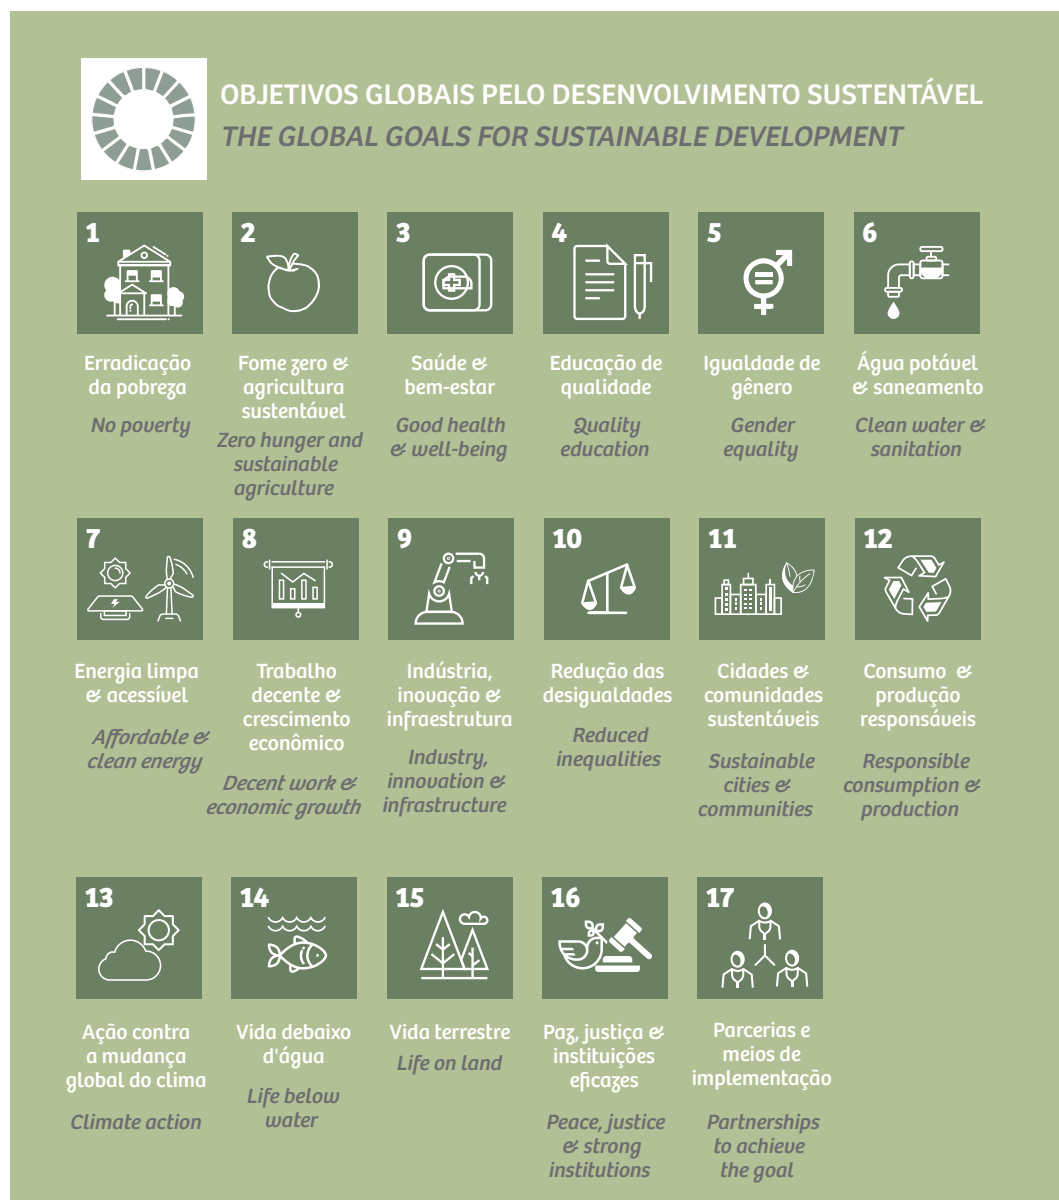 OBJETIVOS GLOBAIS PELO DESENVOLVIMENTO SUSTENTÁVEL
THE GLOBAL GOALS FOR SUSTAINABLE DEVELOPMENT
1
Erradicação
da pobreza
No poverty
2
Fome zero &
agricultura
sustentável
Zero hunger and
sustainable
agriculture
3
Saúde &
bem-estar
Good health
& well-being
4
Educação de
qualidade
Quality
education
5
Igualdade de
gênero
Gender
equality
6
Água potável
& saneamento
Clean water &
sanitation
7
Energia limpa
& acessível
Affordable &
clean energy
8
Trabalho
decente &
crescimento
econômico
Decent work &
economic growth
9
Indústria,
inovação &
infraestrutura
Industry,
innovation &
infrastructure
10
Redução das
desigualdades
Reduced
inequalities
11
Cidades &
comunidades
sustentáveis
Sustainable
cities &
communities
12
Consumo &
produção
responsáveis
Responsible
consumption &
production
13
Ação contra
a mudança
global do clima
Climate action
14
Vida debaixo
d'água
Life below
water
15
Vida terrestre
Life on land
16
Paz, justiça &
instituições
eficazes
Peace, justice
& strong
institutions
17
Parcerias e
meios de
implementação
Partnerships
to achieve
the goal